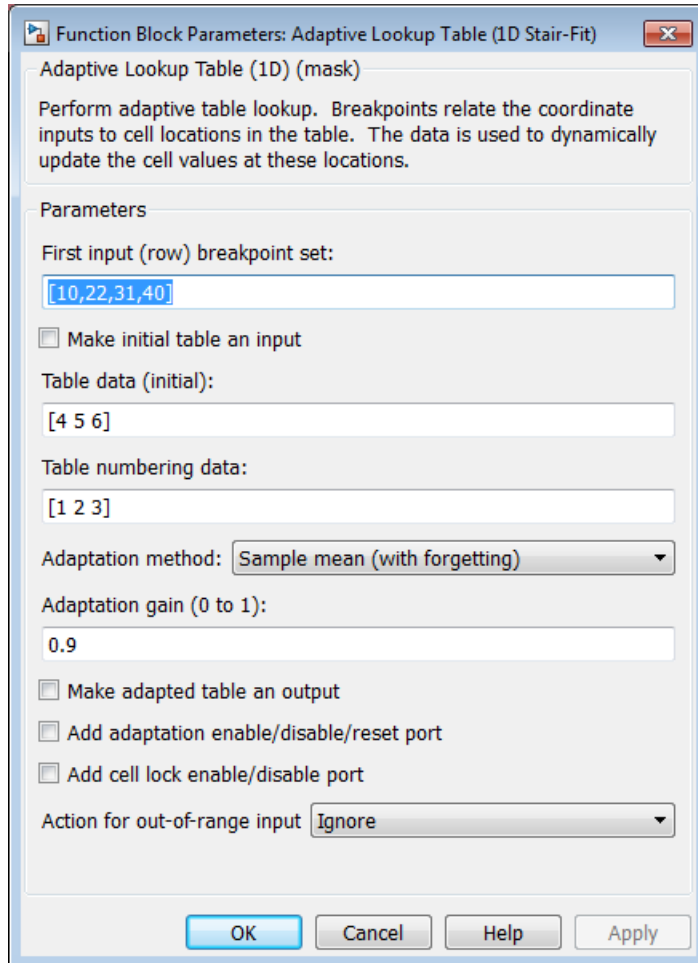 Function Block Parameters: Adaptive Lookup Table (1D Stair-Fit)
Adaptive Lookup Table (1D) (mask)
Perform adaptive table lookup.  Breakpoints relate the coordinate
inputs to cell locations in the table.  The data is used to dynamically
update the cell values at these locations.
Parameters
First input (row) breakpoint set:
[10,22,31,40]
Make initial table an input
Table data (initial):
[4 5 6]
Table numbering data:
[1 2 3]
Adaptation method: Sample mean (with forgetting)
Adaptation gain (0 to 1):
0.9
Make adapted table an output
Add adaptation enable/disable/reset port
Add cell lock enable/disable port
Action for out-of-range input Ignore
OK Cancel Help Apply